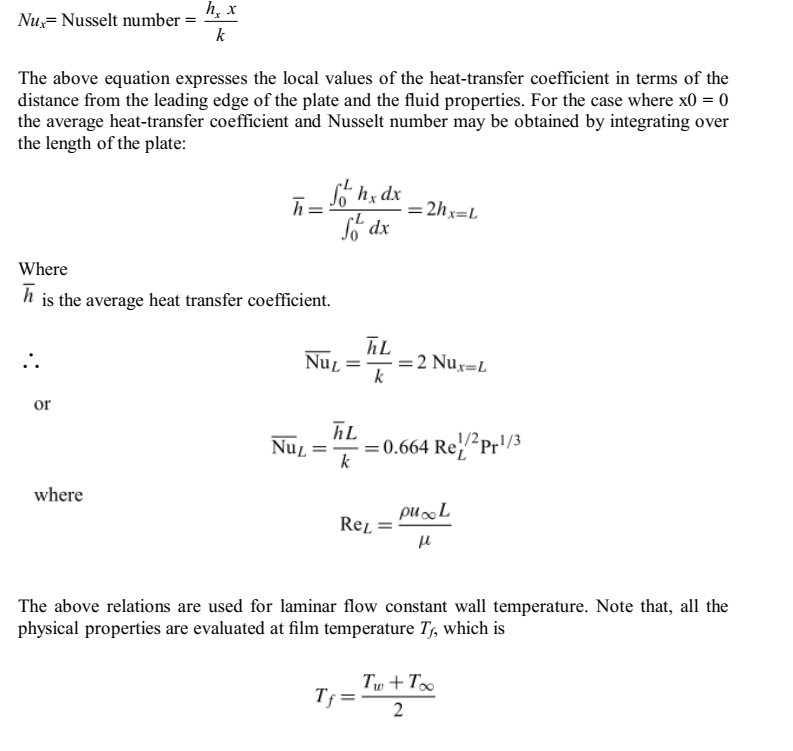 Nuₓ= Nusselt number = hₓ x / k
The above equation expresses the local values of the heat-transfer coefficient in terms of the
distance from the leading edge of the plate and the fluid properties. For the case where x0 = 0
the average heat-transfer coefficient and Nusselt number may be obtained by integrating over
the length of the plate:
h̅ = ∫₀ᴸ hₓ dx / ∫₀ᴸ dx = 2hₓ₌L
Where
h̅ is the average heat transfer coefficient.
∴ N̅u̅_L = h̅L / k = 2 Nuₓ₌L
or
N̅u̅_L = h̅L / k = 0.664 Re_L^1/2 Pr^1/3
where
Re_L = ρu∞L / μ
The above relations are used for laminar flow constant wall temperature. Note that, all the
physical properties are evaluated at film temperature T_f, which is
T_f = T_w + T∞ / 2